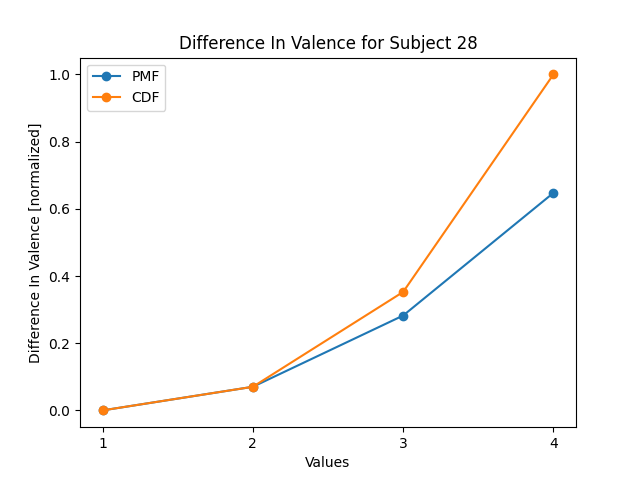 Difference In Valence for Subject 28
PMF
CDF
1.0
0.8
0.6
0.4
0.2
0.0
Difference In Valence [normalized]
1 2 3 4
Values